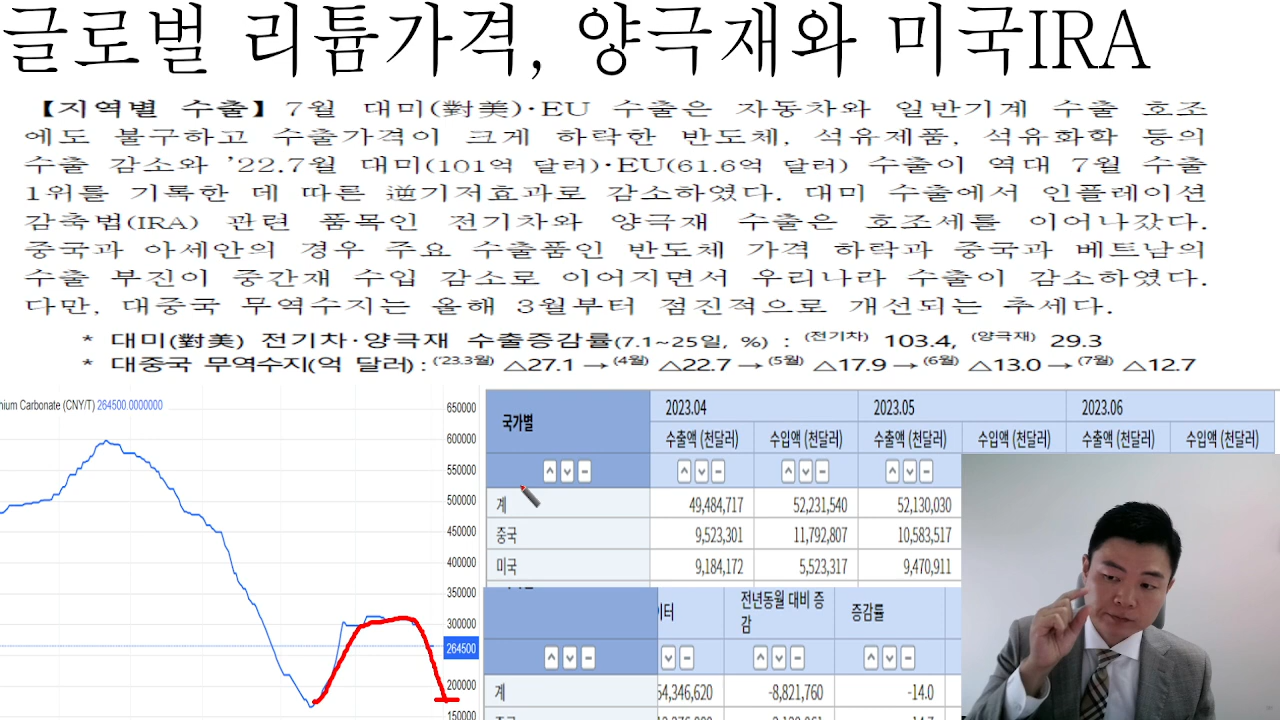 글로벌 리튬가격, 양극재와 미국IRA
【지역별 수출】 7월 대미(對美)·EU 수출은 자동차와 일반기계 수출 호조
에도 불구하고 수출가격이 크게 하락한 반도체, 석유제품, 석유화학 등의
수출 감소와 ’22.7월 대미(101억 달러)·EU(61.6억 달러) 수출이 역대 7월 수출
1위를 기록한 데 따른 逆기저효과로 감소하였다. 대미 수출에서 인플레이션
감축법(IRA) 관련 품목인 전기차와 양극재 수출은 호조세를 이어나갔다.
중국과 아세안의 경우 주요 수출품인 반도체 가격 하락과 중국과 베트남의
수출 부진이 중간재 수입 감소로 이어지면서 우리나라 수출이 감소하였다.
다만, 대중국 무역수지는 올해 3월부터 점진적으로 개선되는 추세다.
* 대미(對美) 전기차·양극재 수출증감률(7.1~25일, %) : (전기차) 103.4, (양극재) 29.3
* 대중국 무역수지(억 달러) : (’23.3월) △27.1 → (4월) △22.7 → (5월) △17.9 → (6월) △13.0 → (7월) △12.7
nium Carbonate (CNY/T) 264500.0000000
650000
600000
550000
500000
450000
400000
350000
300000
264500
200000
150000
국가별 2023.04 2023.05 2023.06
수출액 (천달러) 수입액 (천달러) 수출액 (천달러) 수입액 (천달러) 수출액 (천달러) 수입액 (천달러)
계 49,484,717 52,231,540 52,130,030
중국 9,523,301 11,792,807 10,583,517
미국 9,184,172 5,523,317 9,470,911
이터 전년동월 대비 증감 증감률
계 54,346,620 -8,821,760 -14.0